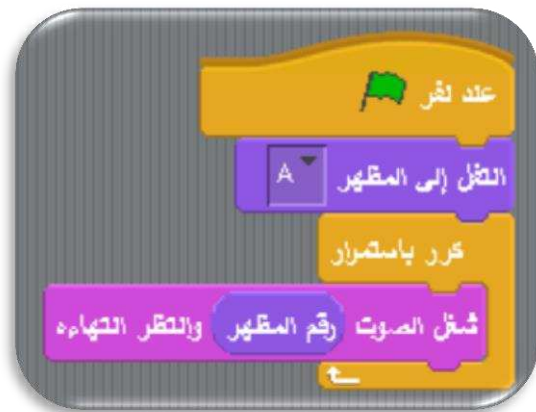 عند نقر
انتقل إلى المظهر A
كرر باستمرار
شغل الصوت رقم المظهر وانتظر انتهاءه